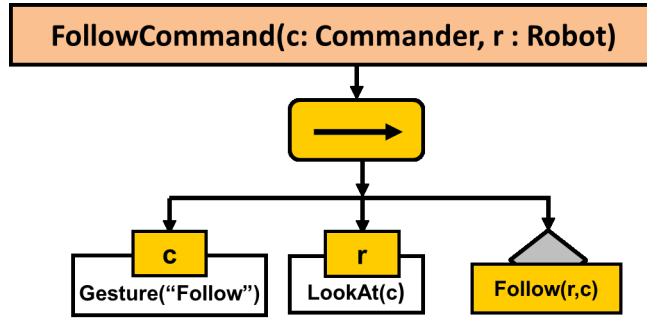 FollowCommand(c: Commander, r : Robot)
c
Gesture(“Follow”)
r
LookAt(c)
Follow(r,c)